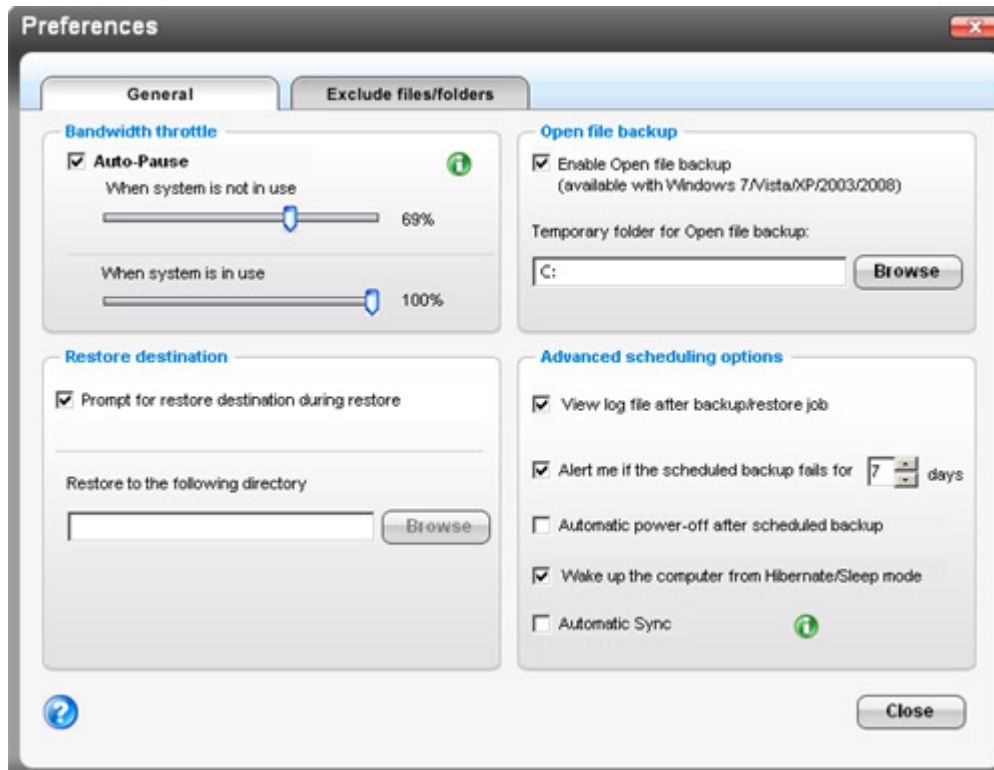 Preferences
General
Exclude files/folders
Bandwidth throttle
Auto-Pause
When system is not in use
69%
When system is in use
100%
Open file backup
Enable Open file backup
(available with Windows 7/Vista/XP/2003/2008)
Temporary folder for Open file backup:
C:
Browse
Restore destination
Prompt for restore destination during restore
Restore to the following directory
Browse
Advanced scheduling options
View log file after backup/restore job
Alert me if the scheduled backup fails for 7 days
Automatic power-off after scheduled backup
Wake up the computer from Hibernate/Sleep mode
Automatic Sync
Close